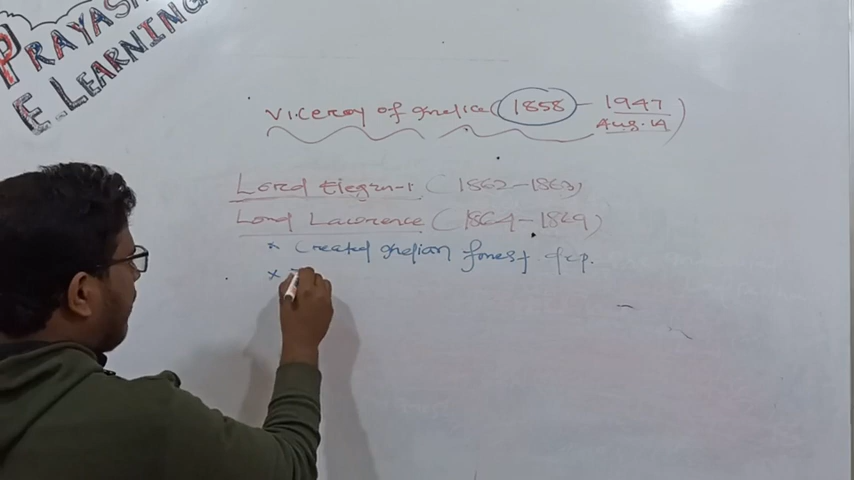 PRAYAS
E-LEARNING
Viceroy of India (1858 - 1947
Aug. 14)
Lord Elegrn-I (1862-1863)
Lord Lawrence (1864-1869)
* Created Indian forest dep.
*